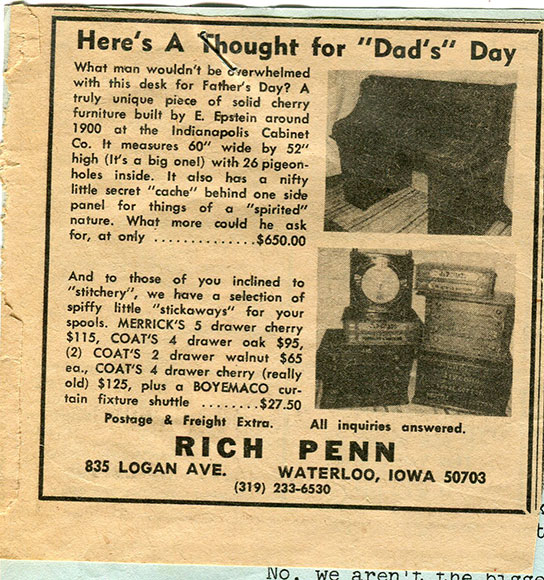 Here's A Thought for "Dad's" Day
What man wouldn't be overwhelmed
with this desk for Father's Day? A
truly unique piece of solid cherry
furniture built by E. Epstein around
1900 at the Indianapolis Cabinet
Co. It measures 60" wide by 52"
high (It's a big one!) with 26 pigeon-
holes inside. It also has a nifty
little secret "cache" behind one side
panel for things of a "spirited"
nature. What more could he ask
for, at only ..............$650.00
And to those of you inclined to
"stitchery", we have a selection of
spiffy little "stickaways" for your
spools. MERRICK'S 5 drawer cherry
$115, COAT'S 4 drawer oak $95,
(2) COAT'S 2 drawer walnut $65
ea., COAT'S 4 drawer cherry (really
old) $125, plus a BOYEMACO cur-
tain fixture shuttle ........$27.50
Postage & Freight Extra. All inquiries answered.
RICH PENN
835 LOGAN AVE. WATERLOO, IOWA 50703
(319) 233-6530
No, we aren't the